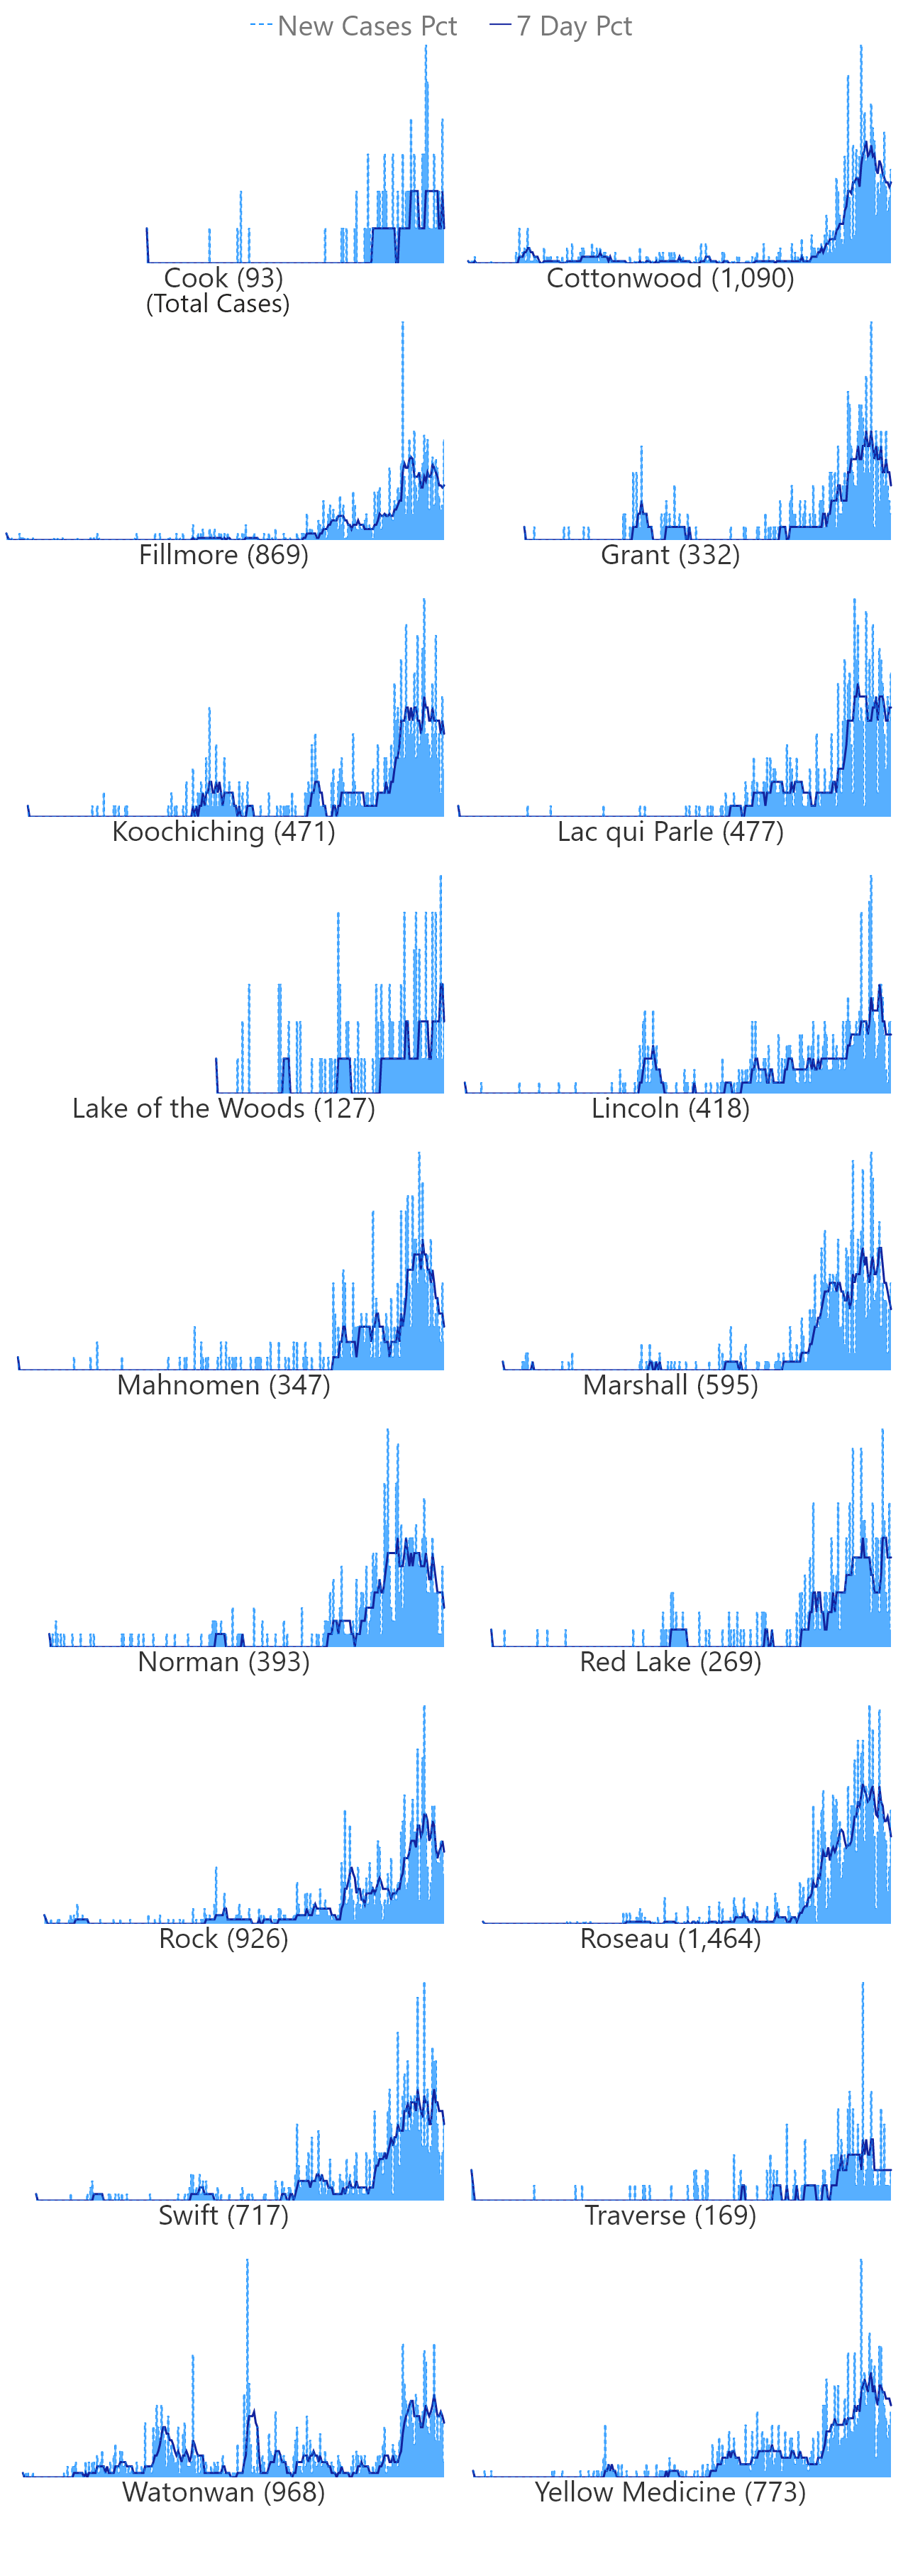 New Cases Pct 7 Day Pct
Cook (93) Cottonwood (1,090)
(Total Cases)
Fillmore (869) Grant (332)
Koochiching (471) Lac qui Parle (477)
Lake of the Woods (127) Lincoln (418)
Mahnomen (347) Marshall (595)
Norman (393) Red Lake (269)
Rock (926) Roseau (1,464)
Swift (717) Traverse (169)
Watonwan (968) Yellow Medicine (773)